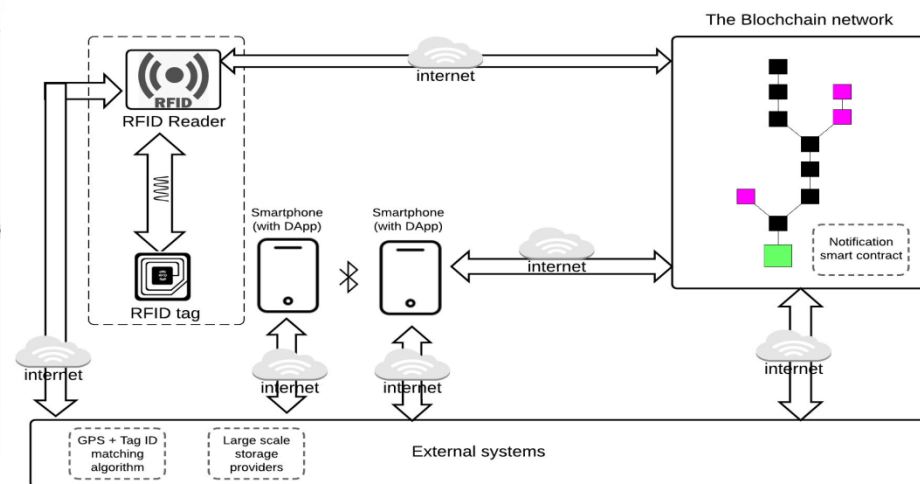 The Blochchain network
internet
RFID
RFID Reader
Smartphone
(with DApp)
Smartphone
(with DApp)
internet
Notification
smart contract
RFID tag
internet
internet
internet
internet
GPS + Tag ID
matching
algorithm
Large scale
storage
providers
External systems